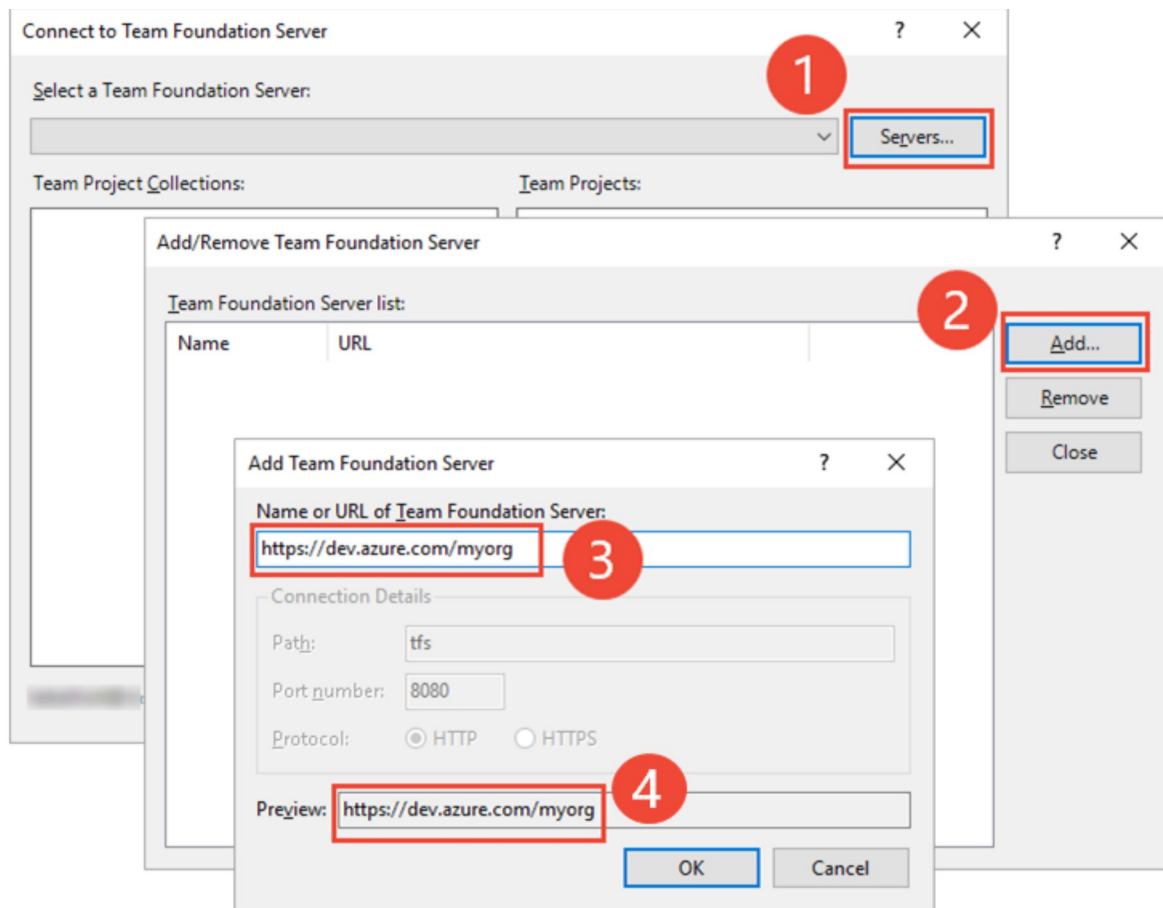 Connect to Team Foundation Server ?
1
Select a Team Foundation Server:
Servers...
Team Project Collections: Team Projects:
Add/Remove Team Foundation Server ?
2
Team Foundation Server list:
Name URL
Add...
Remove
Close
Add Team Foundation Server ?
Name or URL of Team Foundation Server:
https://dev.azure.com/myorg
3
Connection Details
Path: tfs
Port number: 8080
Protocol: HTTP HTTPS
4
Preview: https://dev.azure.com/myorg
OK Cancel